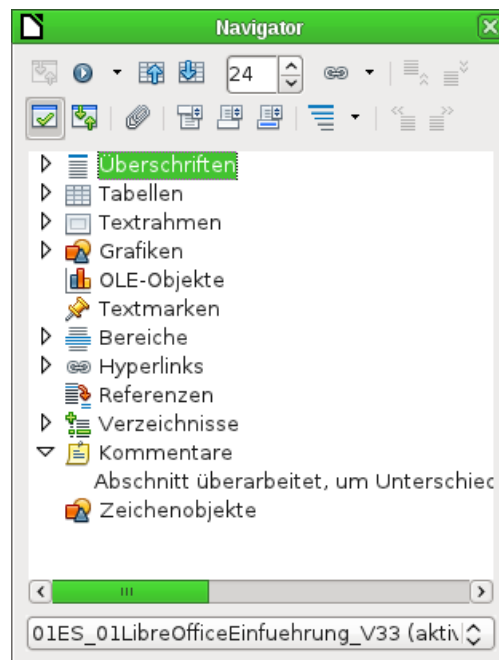 Navigator
24
Überschriften
Tabellen
Textrahmen
Grafiken
OLE-Objekte
Textmarken
Bereiche
Hyperlinks
Referenzen
Verzeichnisse
Kommentare
Abschnitt überarbeitet, um Unterschied
Zeichenobjekte
01ES_01LibreOfficeEinfuehrung_V33 (aktiv